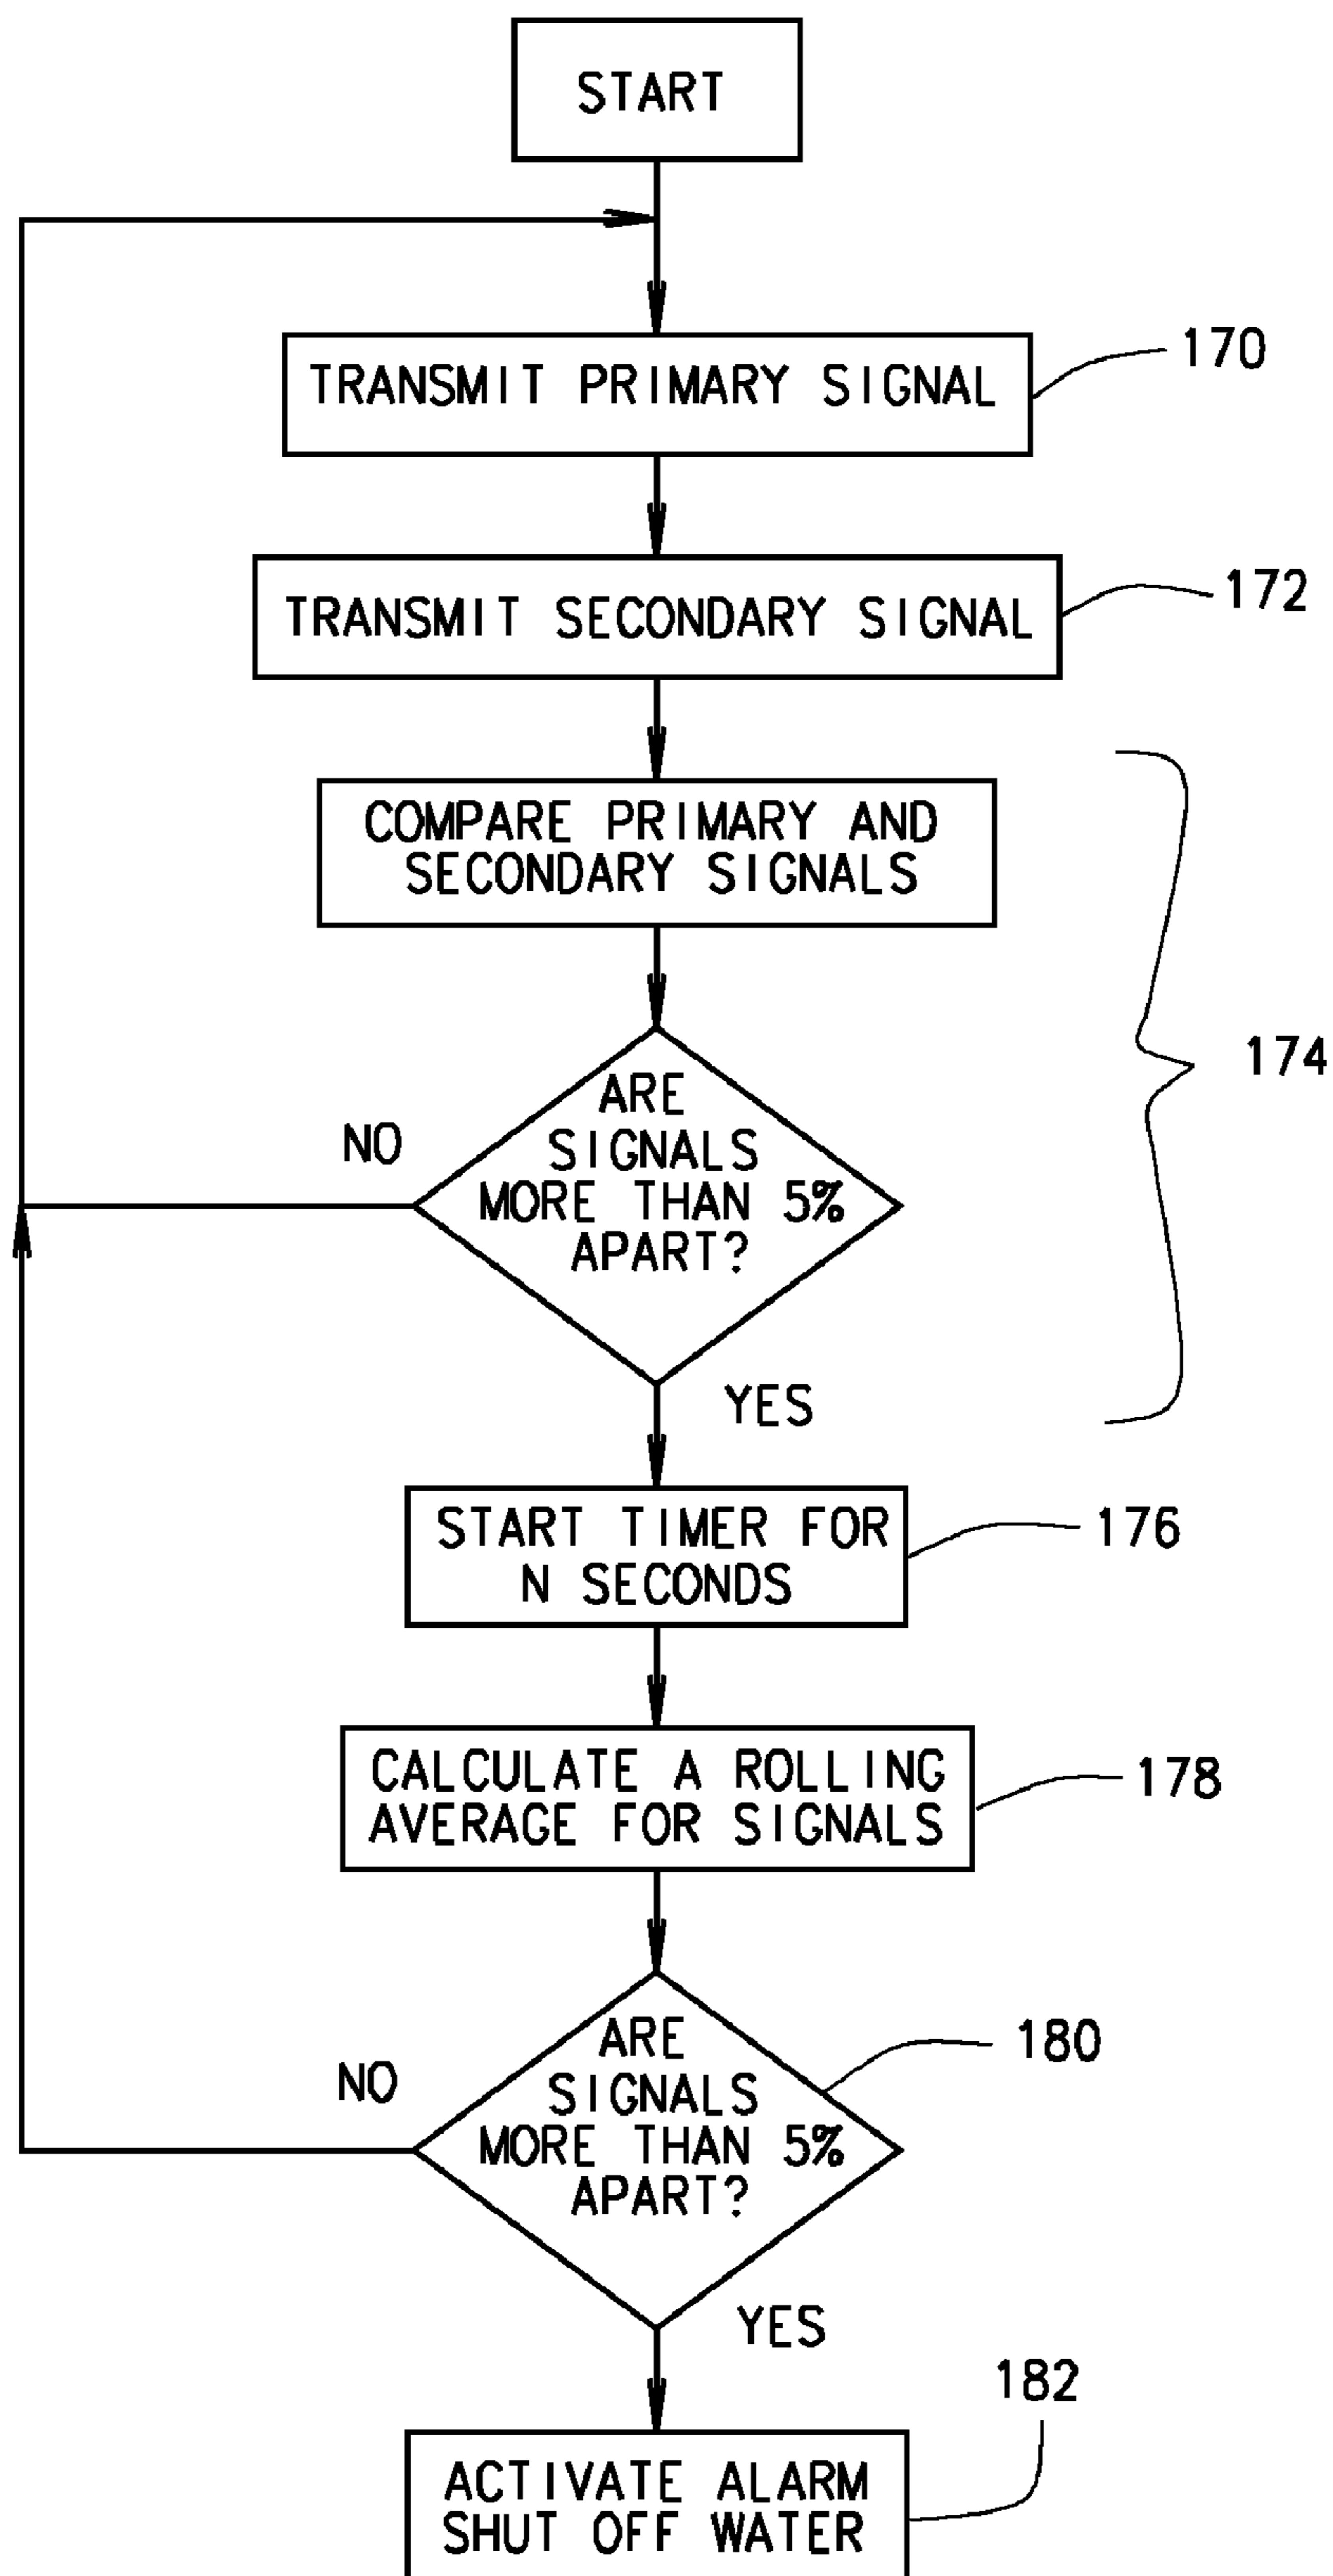 START
TRANSMIT PRIMARY SIGNAL
170
TRANSMIT SECONDARY SIGNAL
172
COMPARE PRIMARY AND
SECONDARY SIGNALS
174
ARE
SIGNALS
MORE THAN 5%
APART?
NO
YES
START TIMER FOR
N SECONDS
176
CALCULATE A ROLLING
AVERAGE FOR SIGNALS
178
ARE
SIGNALS
MORE THAN 5%
APART?
180
NO
YES
182
ACTIVATE ALARM
SHUT OFF WATER